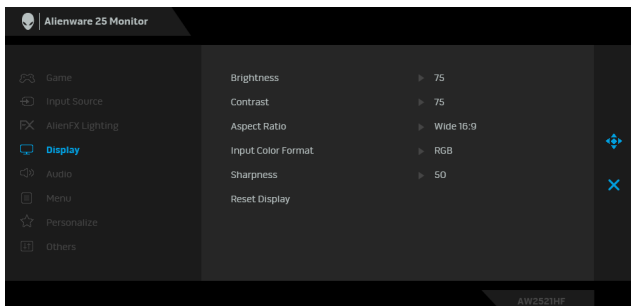 Alienware 25 Monitor
Game
Input Source
AlienFX Lighting
Display
Audio
Menu
Personalize
Others
Brightness 75
Contrast 75
Aspect Ratio Wide 16:9
Input Color Format RGB
Sharpness 50
Reset Display
AW2521HF